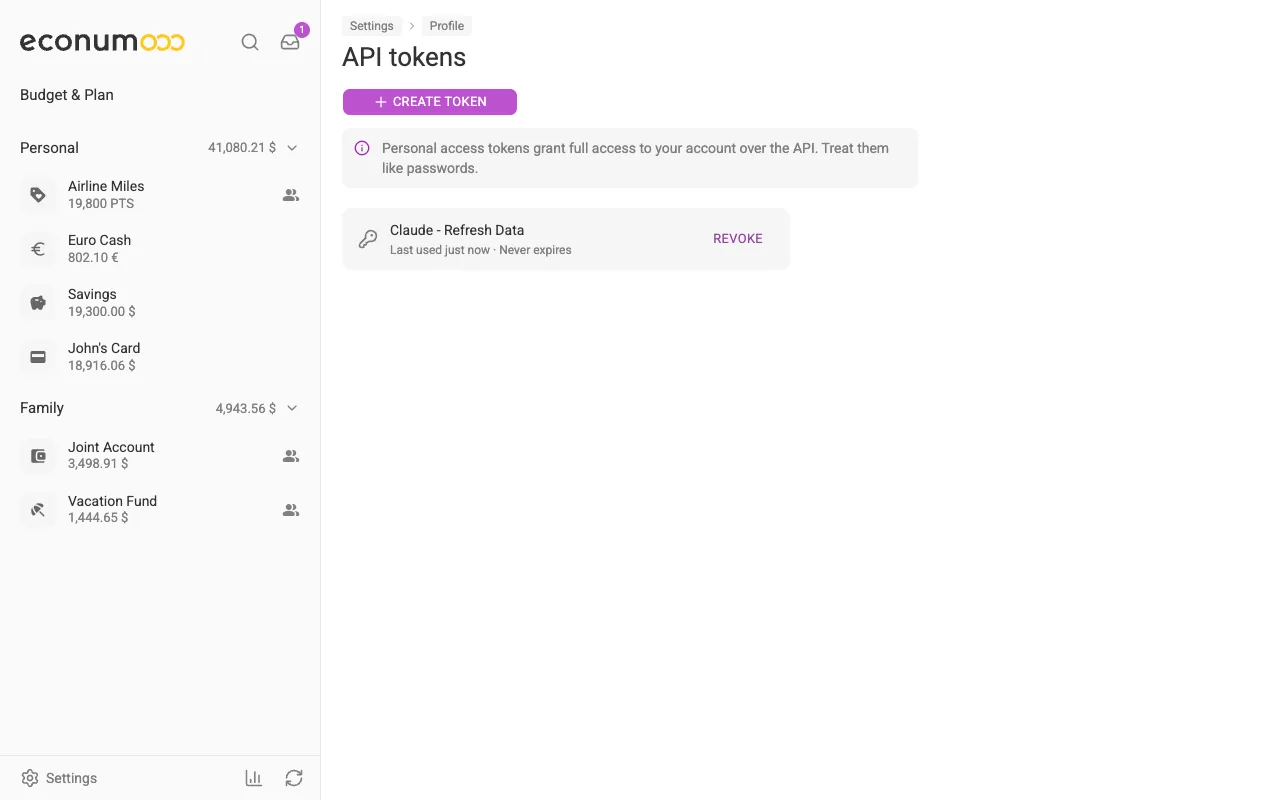 econumooo
1
Budget & Plan
Personal 41,080.21 $
Airline Miles
19,800 PTS
€
Euro Cash
802.10 €
Savings
19,300.00 $
John's Card
18,916.06 $
Family 4,943.56 $
Joint Account
3,498.91 $
Vacation Fund
1,444.65 $
Settings
Settings > Profile
API tokens
+ CREATE TOKEN
Personal access tokens grant full access to your account over the API. Treat them
like passwords.
Claude - Refresh Data
Last used just now · Never expires
REVOKE